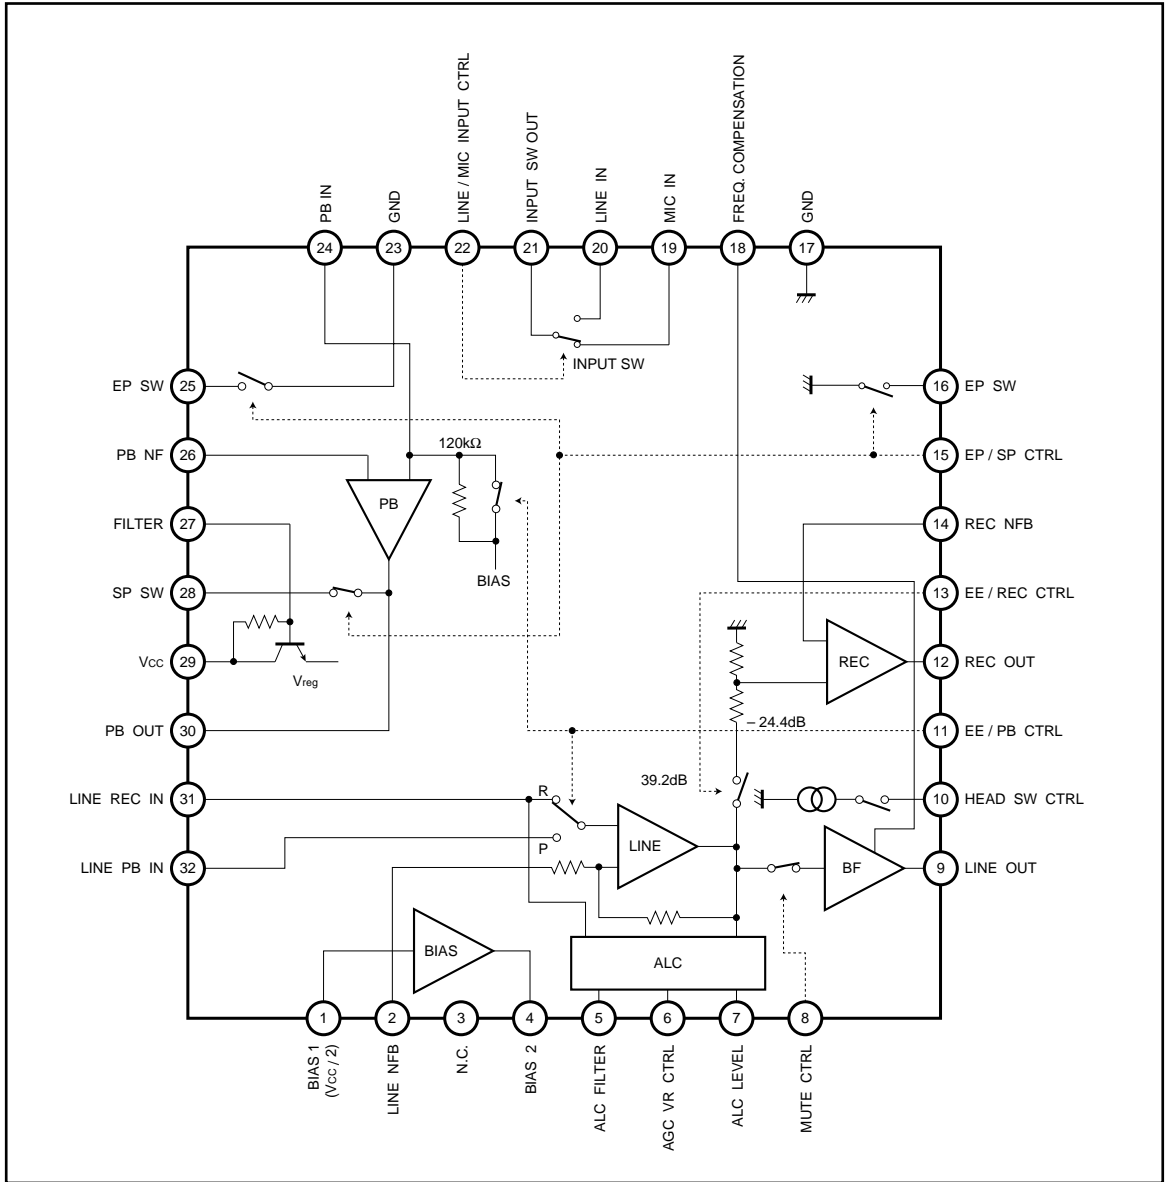 PB IN
GND
LINE / MIC INPUT CTRL
INPUT SW OUT
LINE IN
MIC IN
FREQ. COMPENSATION
GND
24
23
22
21
20
19
18
17
INPUT SW
EP SW
25
16
EP SW
PB NF
26
120kΩ
15
EP / SP CTRL
PB
FILTER
27
14
REC NFB
BIAS
SP SW
28
13
EE / REC CTRL
Vcc
29
Vreg
REC
12
REC OUT
– 24.4dB
PB OUT
30
11
EE / PB CTRL
39.2dB
LINE REC IN
31
R
10
HEAD SW CTRL
P
LINE
LINE PB IN
32
BF
9
LINE OUT
BIAS
ALC
1
2
3
4
5
6
7
8
BIAS 1
(Vcc / 2)
LINE NFB
N.C.
BIAS 2
ALC FILTER
AGC VR CTRL
ALC LEVEL
MUTE CTRL